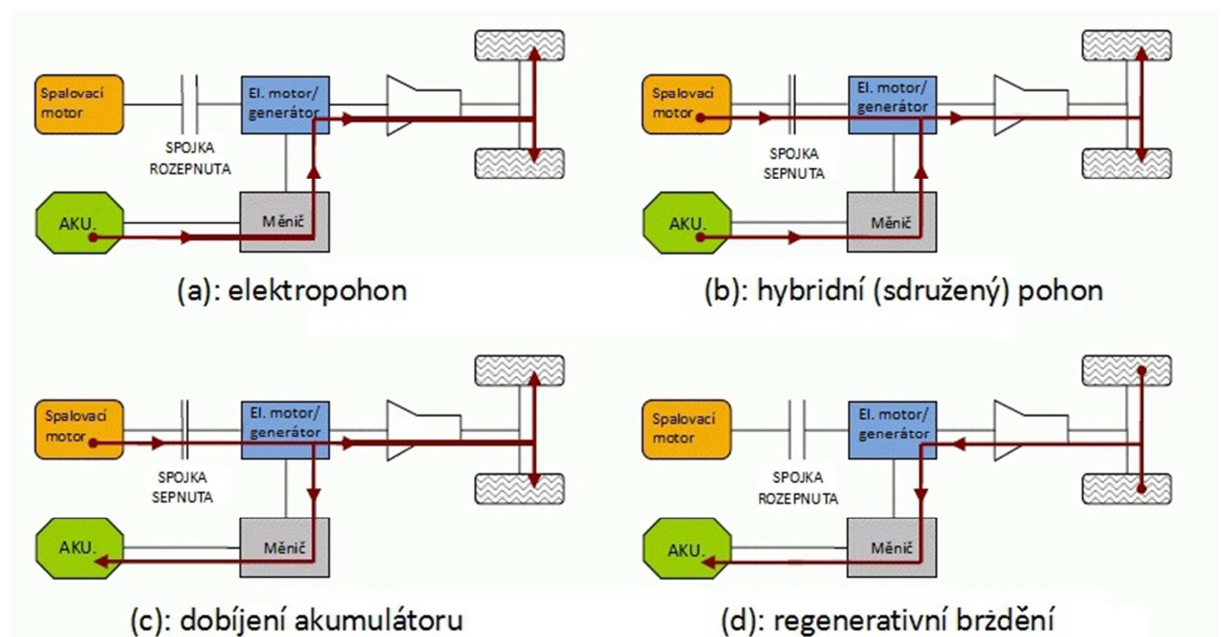 Spalovací
motor
SPOJKA
ROZEPNUTA
El. motor/
generátor
AKU.
Měnič
(a): elektropohon
Spalovací
motor
SPOJKA
SEPNUTA
El. motor/
generátor
AKU.
Měnič
(b): hybridní (sdružený) pohon
Spalovací
motor
SPOJKA
SEPNUTA
El. motor/
generátor
AKU.
Měnič
(c): dobíjení akumulátoru
Spalovací
motor
SPOJKA
ROZEPNUTA
El. motor/
generátor
AKU.
Měnič
(d): regenerativní brždění